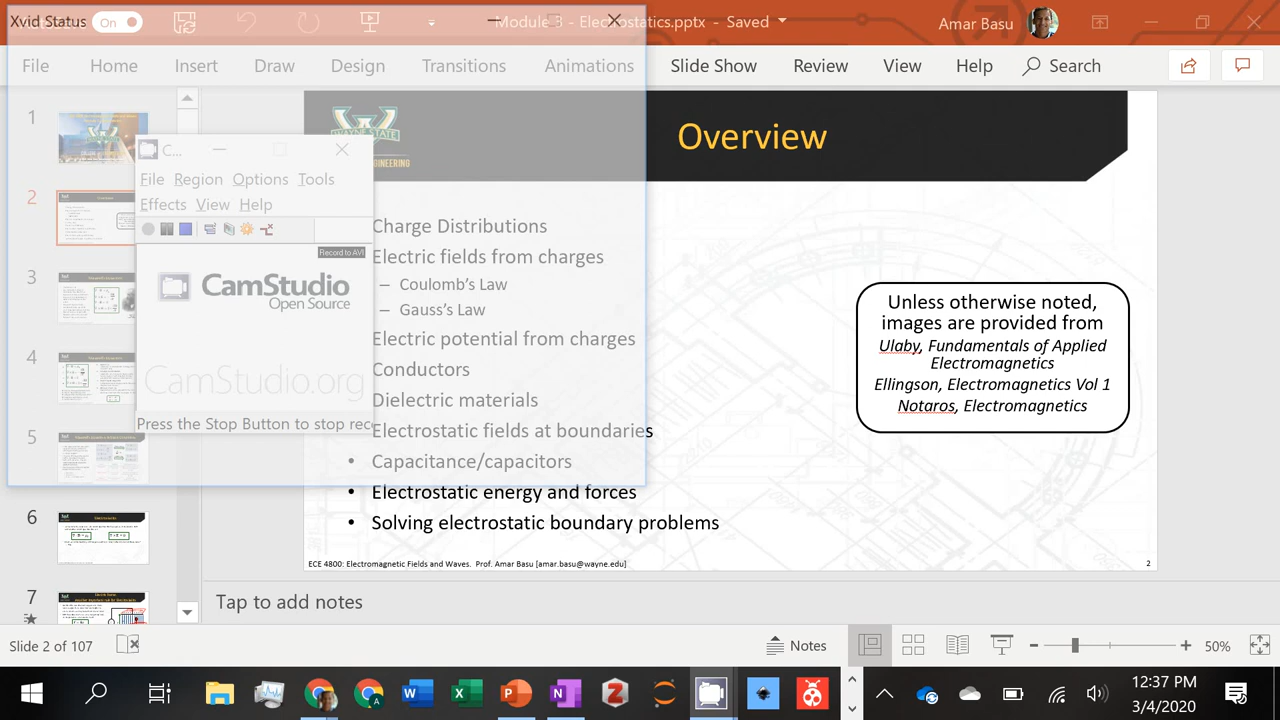 Xvid Status
On
Module 3 - Electrostatics.pptx - Saved
Amar Basu
File Home Insert Draw Design Transitions Animations Slide Show Review View Help Search
1
2
3
4
5
6
7
C...
File Region Options Tools
Effects View Help
Record to AVI
CamStudio
Open Source
CamStudio.org
Press the Stop Button to stop rec
WAYNE STATE
Overview
Charge Distributions
Electric fields from charges
– Coulomb's Law
– Gauss's Law
Electric potential from charges
Conductors
Dielectric materials
Electrostatic fields at boundaries
• Capacitance/capacitors
• Electrostatic energy and forces
• Solving electrostatic boundary problems
Unless otherwise noted,
images are provided from
Ulaby, Fundamentals of Applied
Electromagnetics
Ellingson, Electromagnetics Vol 1
Notaros, Electromagnetics
ECE 4800: Electromagnetic Fields and Waves. Prof. Amar Basu [amar.basu@wayne.edu]
2
Tap to add notes
Slide 2 of 107
Notes
50%
12:37 PM
3/4/2020